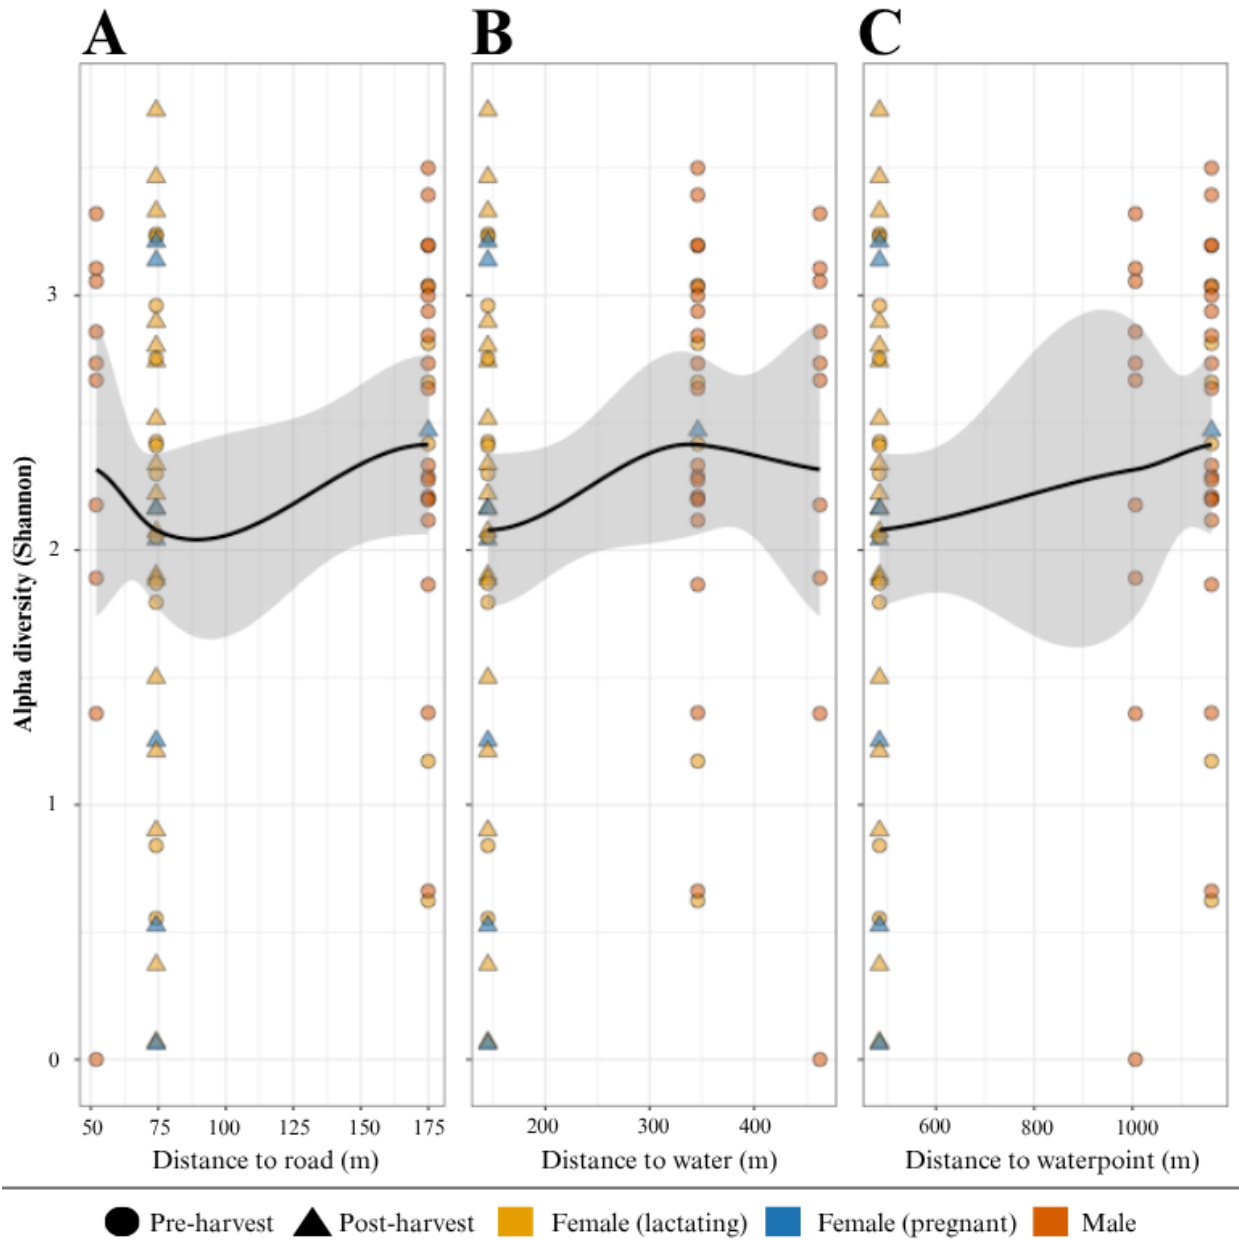 A
B
C
Alpha diversity (Shannon)
3
2
1
0
50 75 100 125 150 175
200 300 400
600 800 1000
Distance to road (m)
Distance to water (m)
Distance to waterpoint (m)
Pre-harvest Post-harvest Female (lactating) Female (pregnant) Male